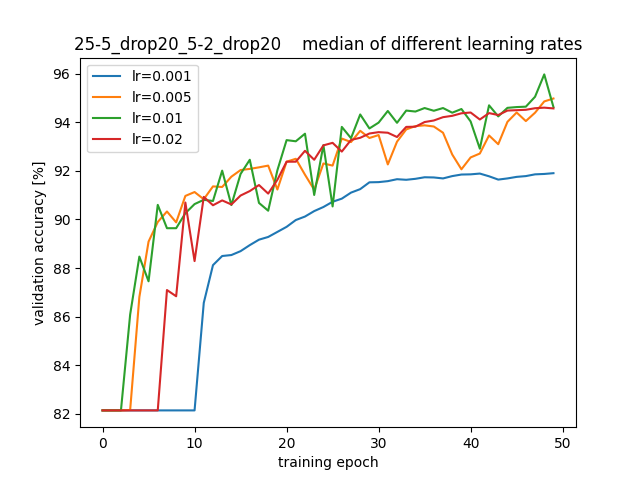 25-5_drop20_5-2_drop20    median of different learning rates
lr=0.001
lr=0.005
lr=0.01
lr=0.02
validation accuracy [%]
96
94
92
90
88
86
84
82
0 10 20 30 40 50
training epoch